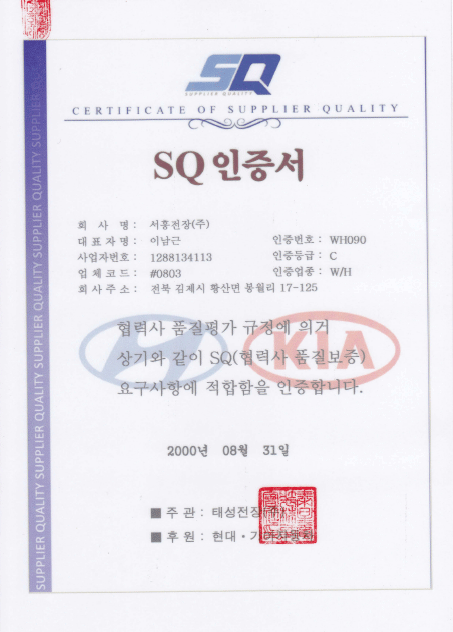 SQ
SUPPLIER QUALITY
CERTIFICATE OF SUPPLIER QUALITY
SQ 인증서
회 사 명 : 서흥전장(주)
대 표 자 명 : 이남근
인증번호 : WH090
사업자번호 : 1288134113
인증등급 : C
업 체 코 드 : #0803
인증업종 : W/H
회 사 주 소 : 전북 김제시 황산면 봉월리 17-125
협력사 품질평가 규정에 의거
상기와 같이 SQ(협력사 품질보증)
요구사항에 적합함을 인증합니다.
KIA
2000년 08월 31일
■ 주 관 : 태성전장
■ 후 원 : 현대 · 기아
SUPPLIER QUALITY SUPPLIER QUALITY SUPPLIER QUALITY SUPPLIER QUALITY SUPPLIER QUALITY